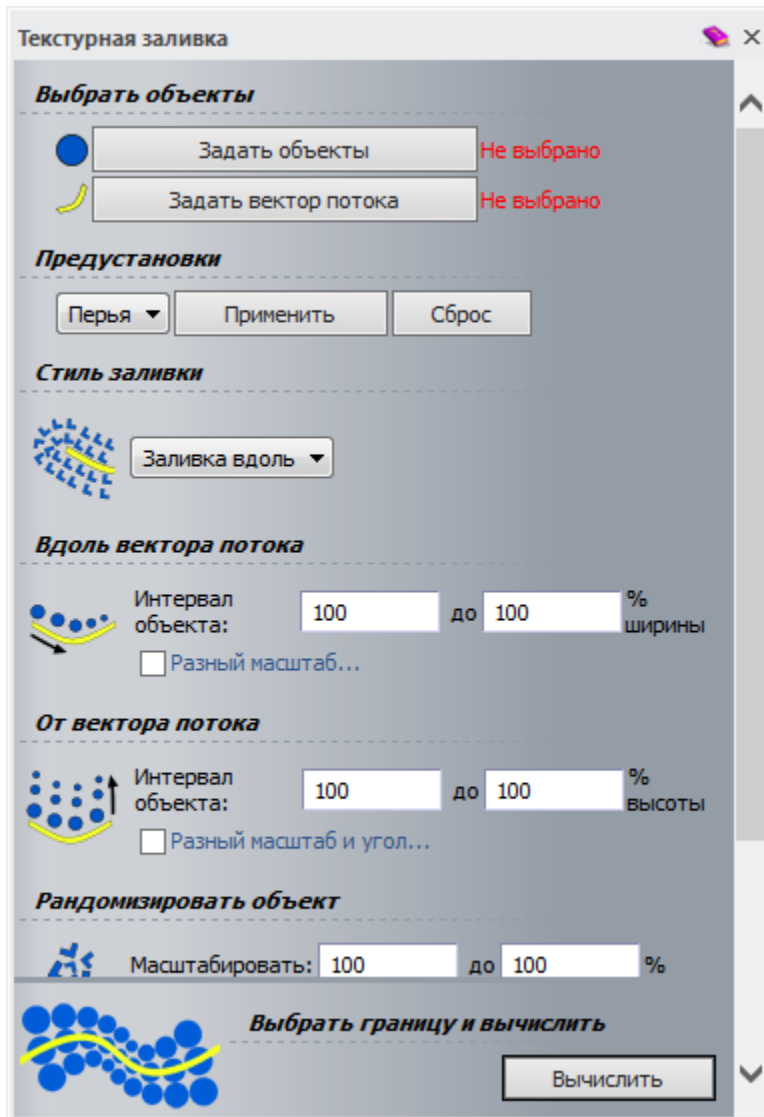 Текстурная заливка
Выбрать объекты
Задать объекты Не выбрано
Задать вектор потока Не выбрано
Предустановки
Перья Применить Сброс
Стиль заливки
Заливка вдоль
Вдоль вектора потока
Интервал объекта: 100 до 100 % ширины
Разный масштаб...
От вектора потока
Интервал объекта: 100 до 100 % высоты
Разный масштаб и угол...
Рандомизировать объект
Масштабировать: 100 до 100 %
Выбрать границу и вычислить
Вычислить